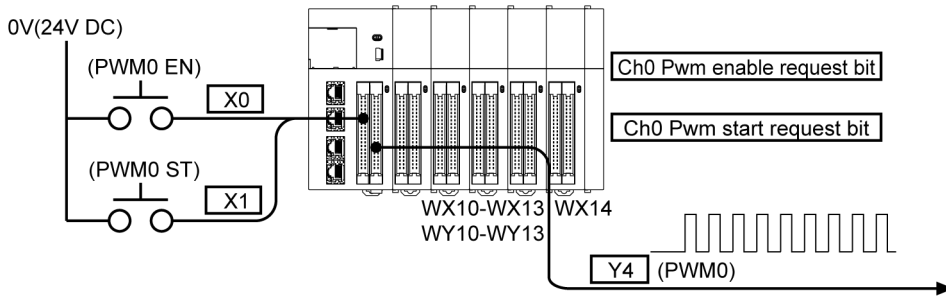 0V(24V DC)
(PWM0 EN)
X0
(PWM0 ST)
X1
Ch0 Pwm enable request bit
Ch0 Pwm start request bit
WX10-WX13 WX14
WY10-WY13
Y4 (PWM0)